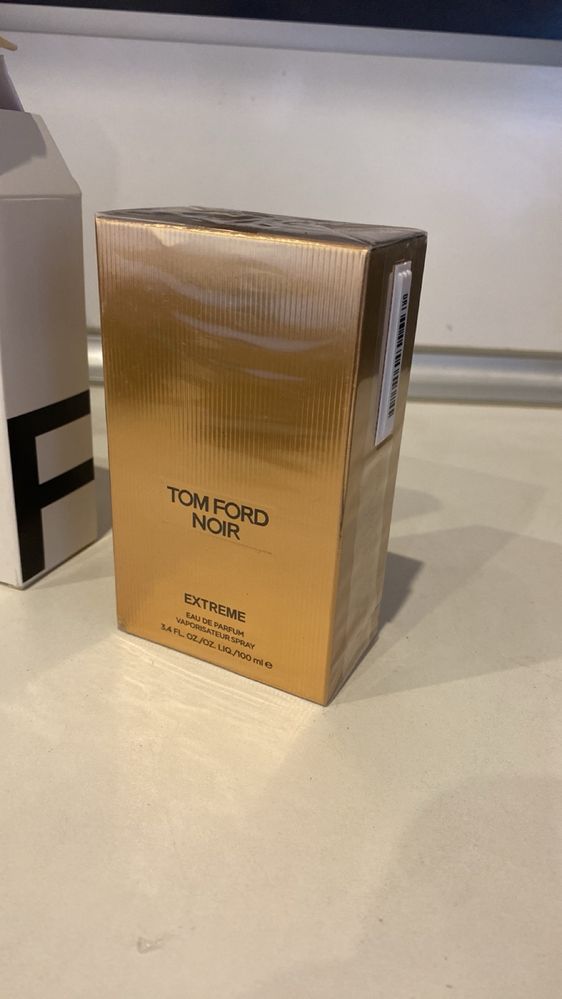 F
TOM FORD
NOIR
EXTREME
EAU DE PARFUM
VAPORISATEUR SPRAY
3.4 FL. OZ./OZ. LIQ./100 ml ℮